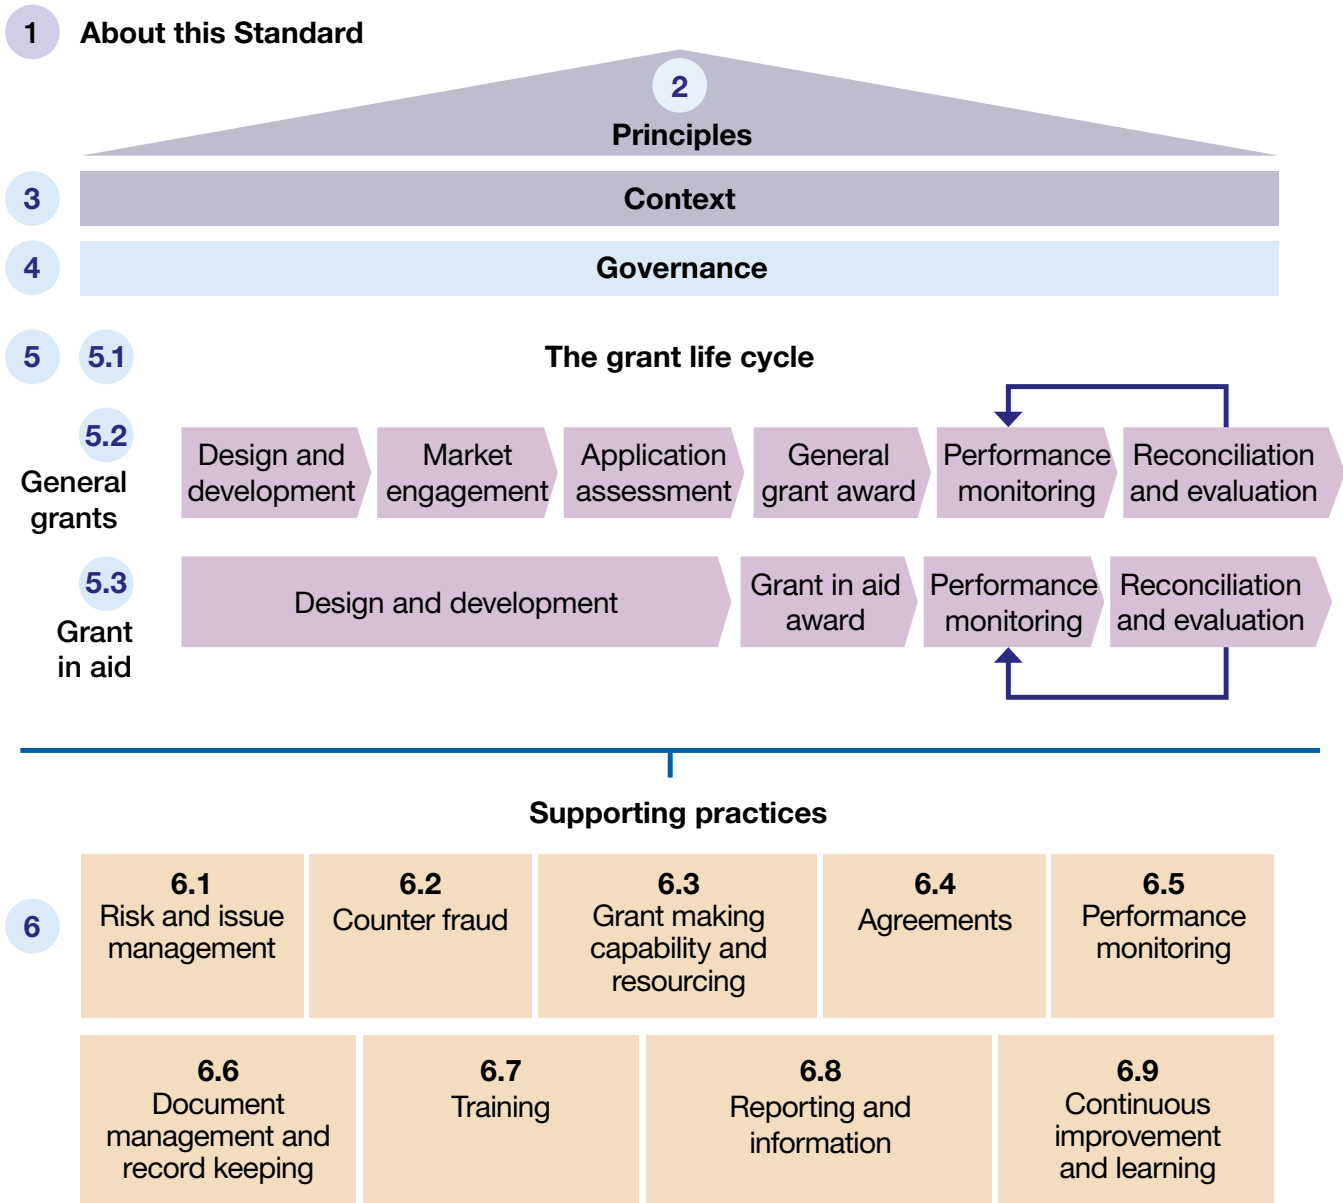 1 About this Standard
2
Principles
3 Context
4 Governance
5 5.1 The grant life cycle
5.2
General
grants
Design and
development
Market
engagement
Application
assessment
General
grant award
Performance
monitoring
Reconciliation
and evaluation
5.3
Grant
in aid
Design and development
Grant in aid
award
Performance
monitoring
Reconciliation
and evaluation
Supporting practices
6
6.1
Risk and issue
management
6.2
Counter fraud
6.3
Grant making
capability and
resourcing
6.4
Agreements
6.5
Performance
monitoring
6.6
Document
management and
record keeping
6.7
Training
6.8
Reporting and
information
6.9
Continuous
improvement
and learning